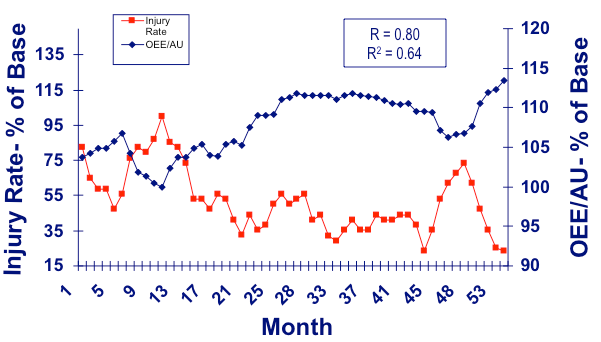 Injury
Rate
OEE/AU
R = 0.80
R² = 0.64
Injury Rate- % of Base
135
115
95
75
55
35
15
120
115
110
105
100
95
90
OEE/AU- % of Base
1 5 9 13 17 21 25 29 33 37 41 45 48 53
Month